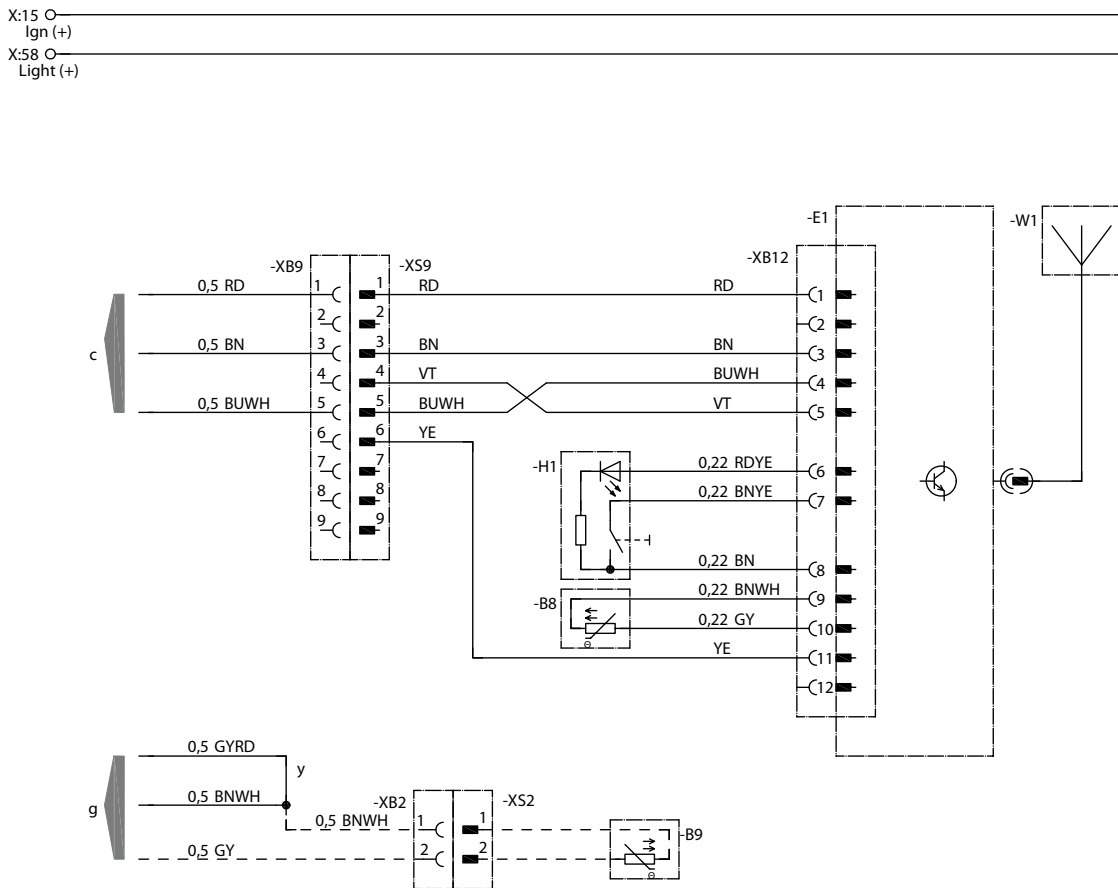 X:15
Ign (+)
X:58
Light (+)
-E1
-W1
-XB9
-XS9
-XB12
0,5 RD
1
1
RD
RD
1
2
2
2
c
0,5 BN
3
3
BN
BN
3
4
4
VT
BUWH
4
0,5 BUWH
5
5
BUWH
VT
5
6
6
YE
-H1
0,22 RDYE
6
7
7
0,22 BNYE
7
8
8
9
9
0,22 BN
8
-B8
0,22 BNWH
9
0,22 GY
10
Θ
YE
11
12
0,5 GYRD
y
g
0,5 BNWH
-XB2
-XS2
0,5 BNWH
1
1
-B9
0,5 GY
2
2
Θ